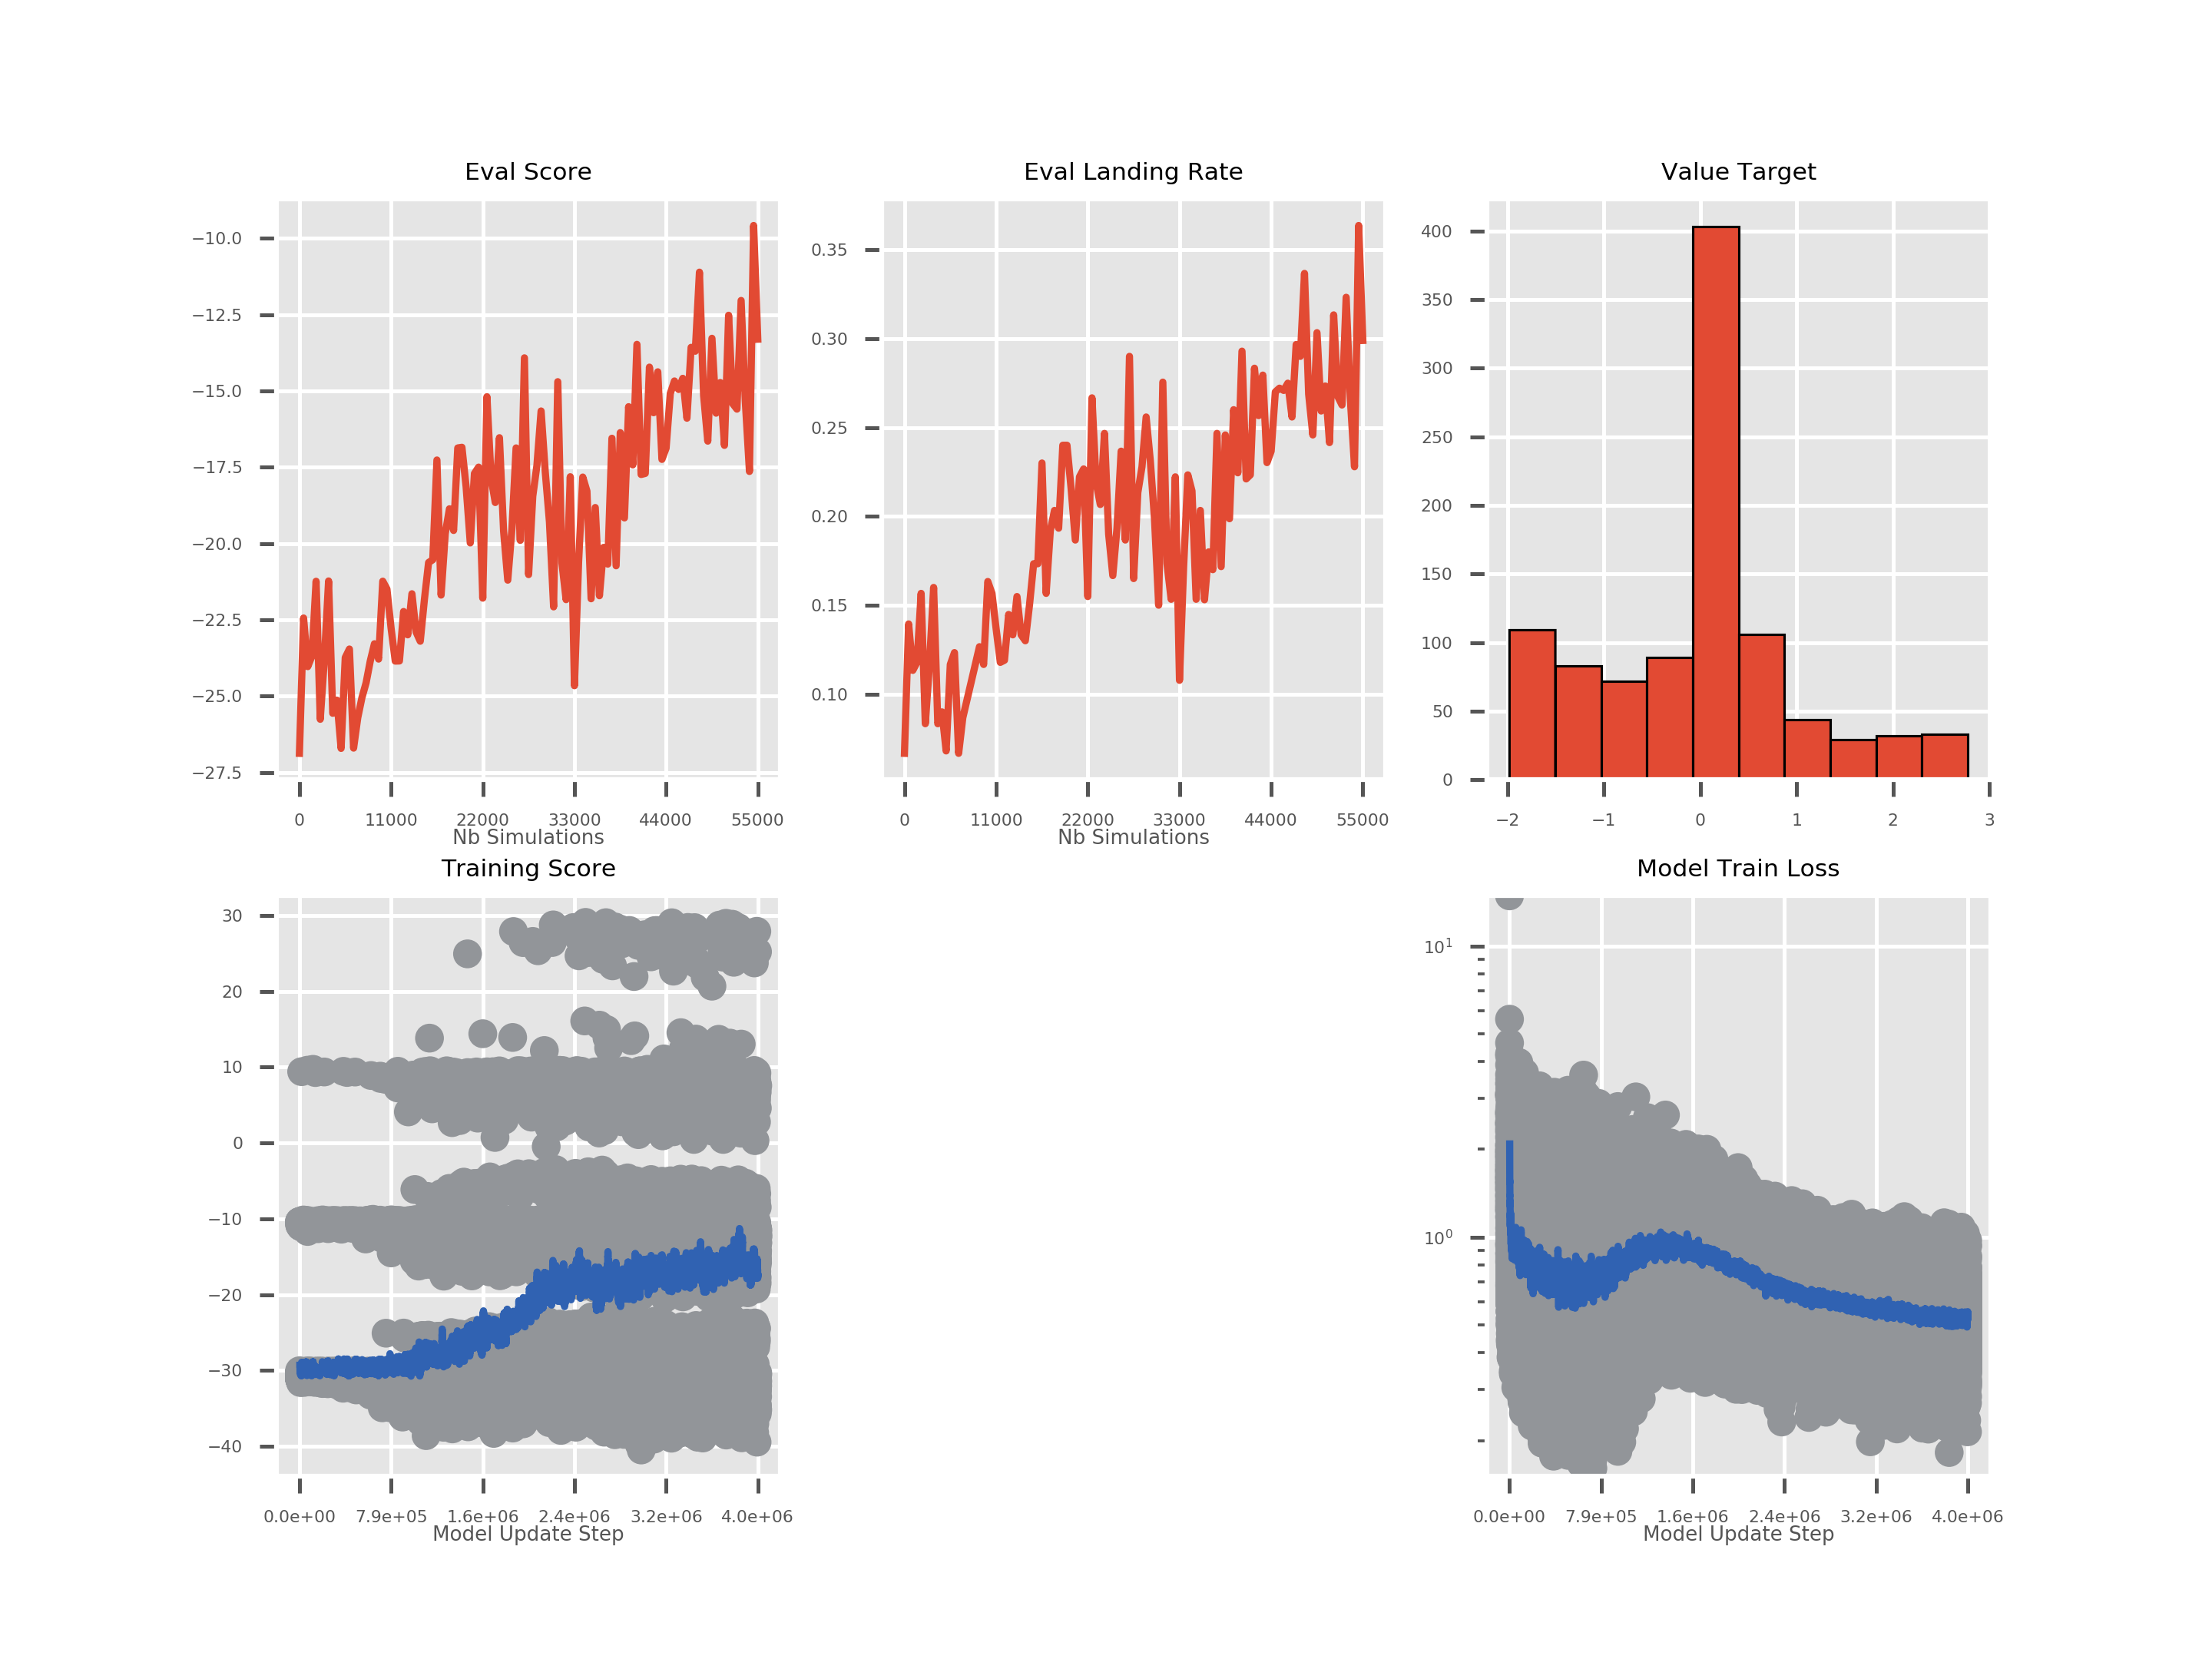 Eval Score
−10.0
−12.5
−15.0
−17.5
−20.0
−22.5
−25.0
−27.5
0 11000 22000 33000 44000 55000
Nb Simulations
Eval Landing Rate
0.35
0.30
0.25
0.20
0.15
0.10
0 11000 22000 33000 44000 55000
Nb Simulations
Value Target
400
350
300
250
200
150
100
50
0
−2 −1 0 1 2 3
Training Score
30
20
10
0
−10
−20
−30
−40
0.0e+00 7.9e+05 1.6e+06 2.4e+06 3.2e+06 4.0e+06
Model Update Step
Model Train Loss
10¹
10⁰
0.0e+00 7.9e+05 1.6e+06 2.4e+06 3.2e+06 4.0e+06
Model Update Step